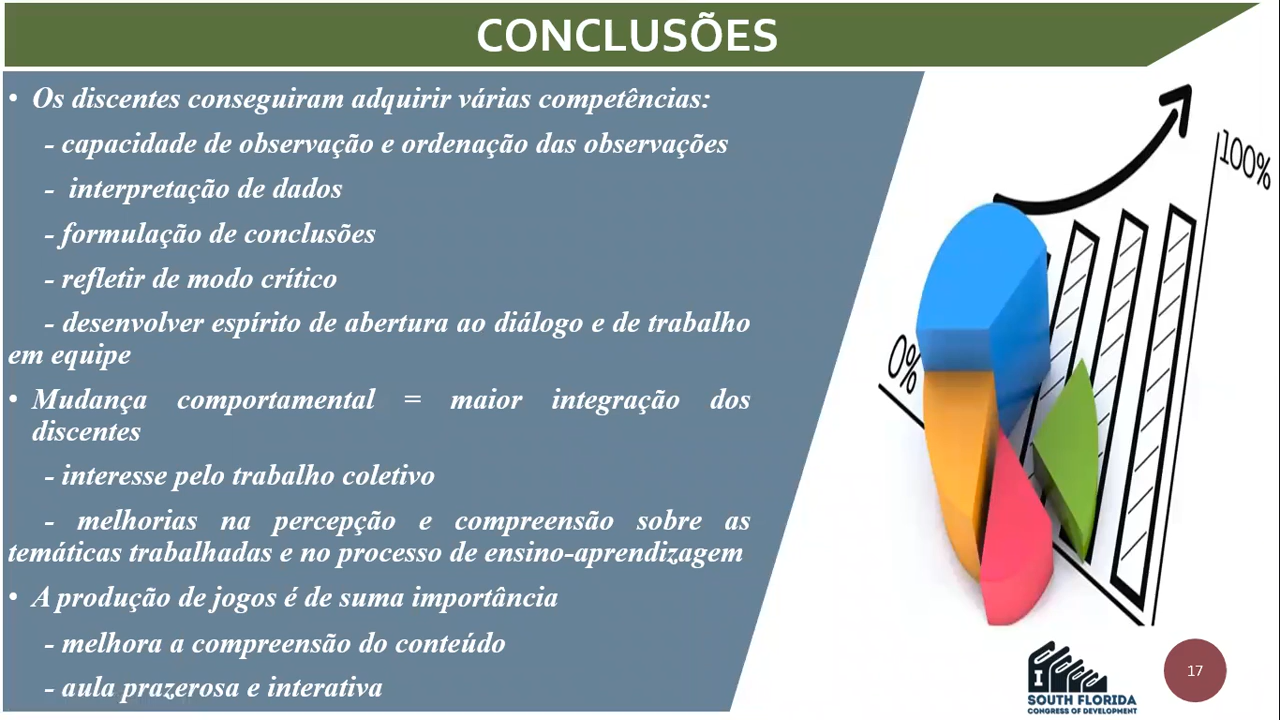 CONCLUSÕES
• Os discentes conseguiram adquirir várias competências:
- capacidade de observação e ordenação das observações
- interpretação de dados
- formulação de conclusões
- refletir de modo crítico
- desenvolver espírito de abertura ao diálogo e de trabalho
em equipe
• Mudança comportamental = maior integração dos
discentes
- interesse pelo trabalho coletivo
- melhorias na percepção e compreensão sobre as
temáticas trabalhadas e no processo de ensino-aprendizagem
• A produção de jogos é de suma importância
- melhora a compreensão do conteúdo
- aula prazerosa e interativa
100%
0%
I
SOUTH FLORIDA
CONGRESS OF DEVELOPMENT
17